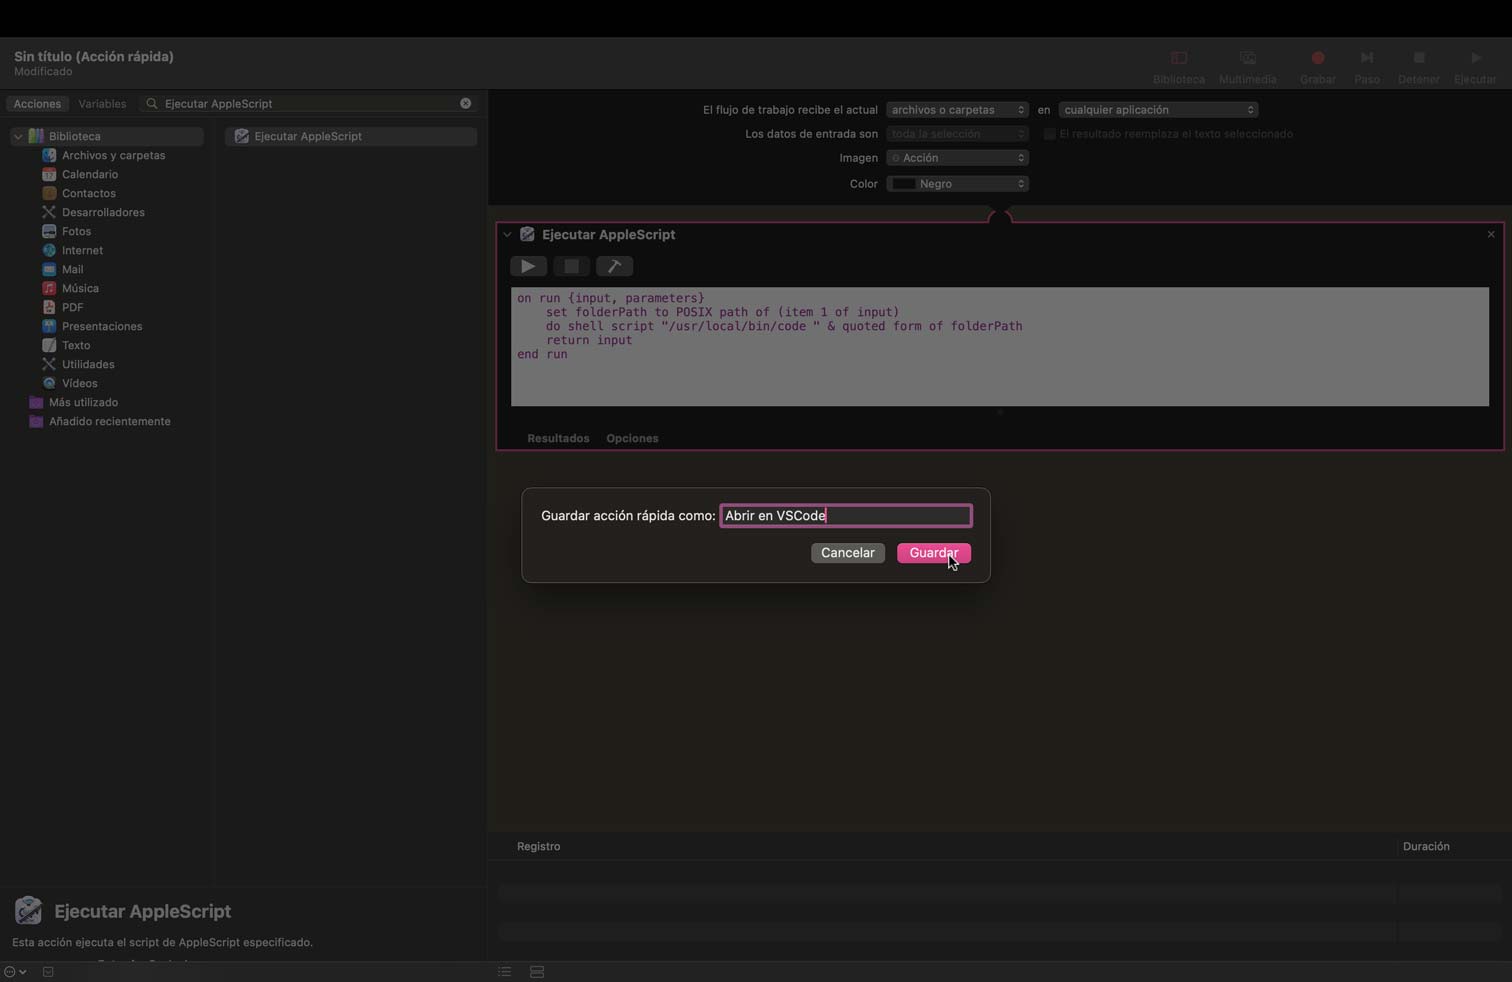 Sin título (Acción rápida)
Modificado
Biblioteca
Multimedia
Grabar
Paso
Detener
Ejecutar
Acciones
Variables
Ejecutar AppleScript
Biblioteca
Archivos y carpetas
Calendario
Contactos
Desarrolladores
Fotos
Internet
Mail
Música
PDF
Presentaciones
Texto
Utilidades
Vídeos
Más utilizado
Añadido recientemente
Ejecutar AppleScript
El flujo de trabajo recibe el actual archivos o carpetas en cualquier aplicación
Los datos de entrada son toda la selección El resultado reemplaza el texto seleccionado
Imagen Acción
Color Negro
Ejecutar AppleScript
on run {input, parameters}
set folderPath to POSIX path of (item 1 of input)
do shell script "/usr/local/bin/code " & quoted form of folderPath
return input
end run
Resultados Opciones
Guardar acción rápida como: Abrir en VSCode
Cancelar Guardar
Registro Duración
Ejecutar AppleScript
Esta acción ejecuta el script de AppleScript especificado.